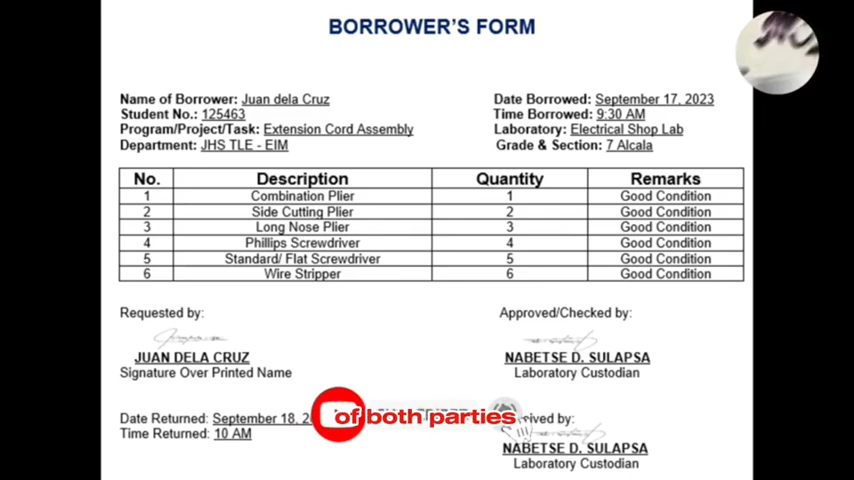 BORROWER'S FORM
Name of Borrower: Juan dela Cruz
Student No.: 125463
Program/Project/Task: Extension Cord Assembly
Department: JHS TLE - EIM
Date Borrowed: September 17, 2023
Time Borrowed: 9:30 AM
Laboratory: Electrical Shop Lab
Grade & Section: 7 Alcala
No. Description Quantity Remarks
1 Combination Plier 1 Good Condition
2 Side Cutting Plier 2 Good Condition
3 Long Nose Plier 3 Good Condition
4 Phillips Screwdriver 4 Good Condition
5 Standard/ Flat Screwdriver 5 Good Condition
6 Wire Stripper 6 Good Condition
Requested by:
JUAN DELA CRUZ
Signature Over Printed Name
Approved/Checked by:
NABETSE D. SULAPSA
Laboratory Custodian
Date Returned: September 18,
Time Returned: 10 AM
of both parties
by:
NABETSE D. SULAPSA
Laboratory Custodian